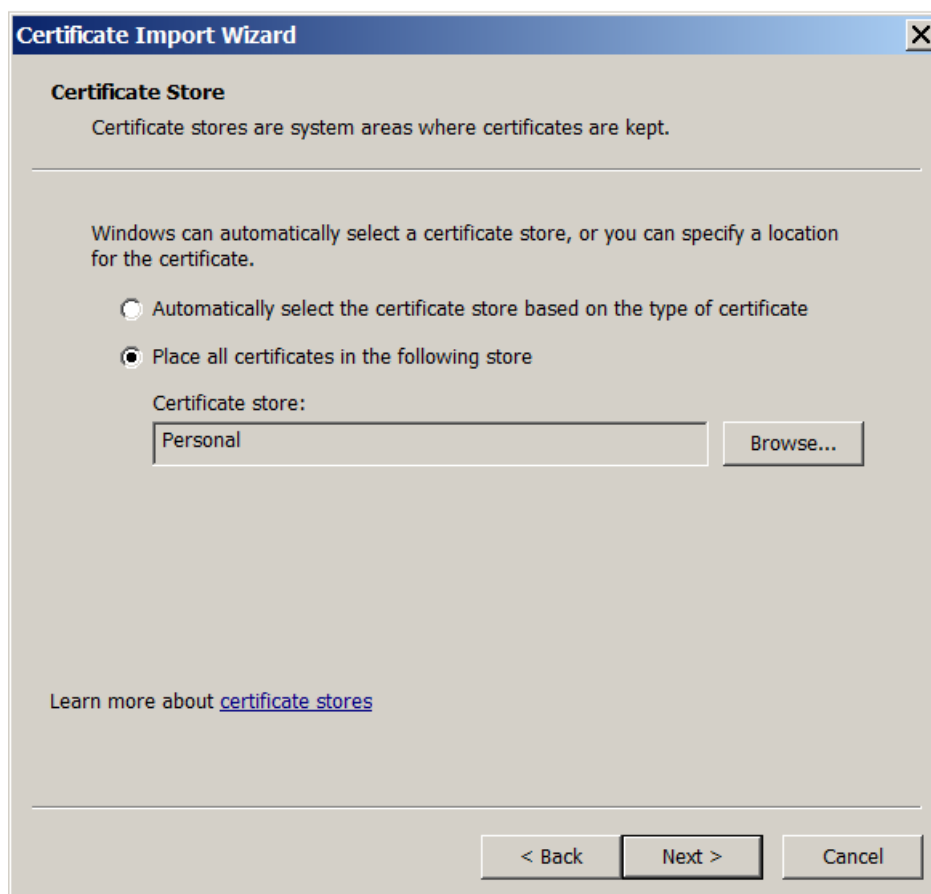 Certificate Import Wizard
Certificate Store
Certificate stores are system areas where certificates are kept.
Windows can automatically select a certificate store, or you can specify a location
for the certificate.
Automatically select the certificate store based on the type of certificate
Place all certificates in the following store
Certificate store:
Personal
Browse...
Learn more about certificate stores
< Back Next > Cancel